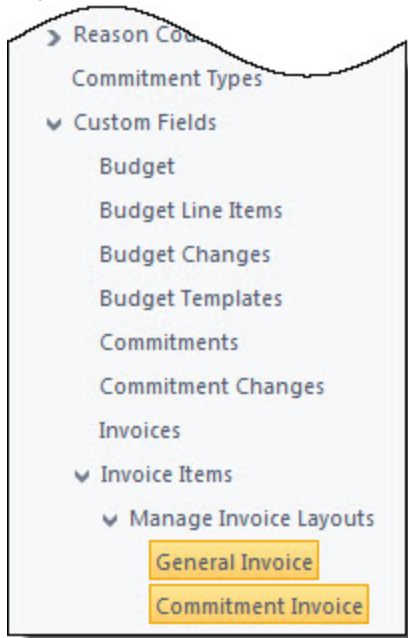 Reason
Commitment Types
Custom Fields
Budget
Budget Line Items
Budget Changes
Budget Templates
Commitments
Commitment Changes
Invoices
Invoice Items
Manage Invoice Layouts
General Invoice
Commitment Invoice